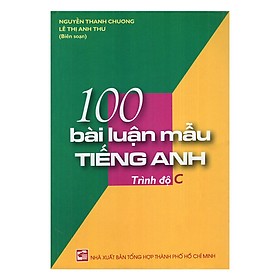 NGUYỄN THANH CHƯƠNG
LÊ THỊ ANH THƯ
(Biên soạn)
100
bài luận mẫu
TIẾNG ANH
Trình độ C
NHÀ XUẤT BẢN TỔNG HỢP THÀNH PHỐ HỒ CHÍ MINH